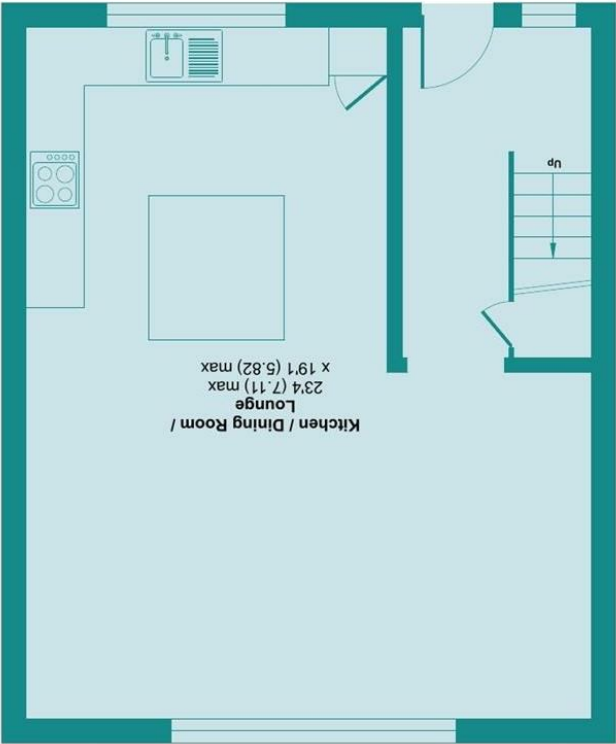 Kitchen / Dining Room /
Lounge
23'4 (7.11) max
x 19'1 (5.82) max
Up